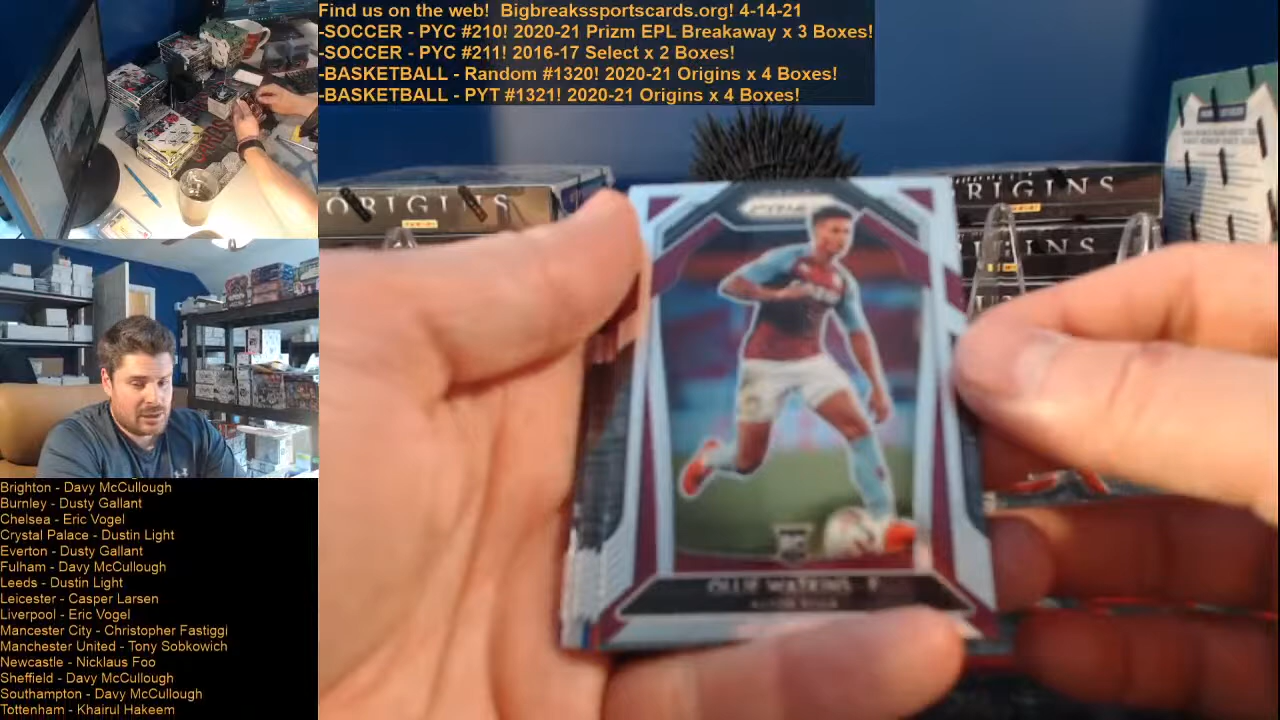 Find us on the web!  Bigbreakssportscards.org! 4-14-21
-SOCCER - PYC #210! 2020-21 Prizm EPL Breakaway x 3 Boxes!
-SOCCER - PYC #211! 2016-17 Select x 2 Boxes!
-BASKETBALL - Random #1320! 2020-21 Origins x 4 Boxes!
-BASKETBALL - PYT #1321! 2020-21 Origins x 4 Boxes!
ORIGINS
RIGINS
INS
PRIZM
OLLIE WATKINS
ASTON VILLA
Brighton - Davy McCullough
Burnley - Dusty Gallant
Chelsea - Eric Vogel
Crystal Palace - Dustin Light
Everton - Dusty Gallant
Fulham - Davy McCullough
Leeds - Dustin Light
Leicester - Casper Larsen
Liverpool - Eric Vogel
Mancester City - Christopher Fastiggi
Manchester United - Tony Sobkowich
Newcastle - Nicklaus Foo
Sheffield - Davy McCullough
Southampton - Davy McCullough
Tottenham - Khairul Hakeem